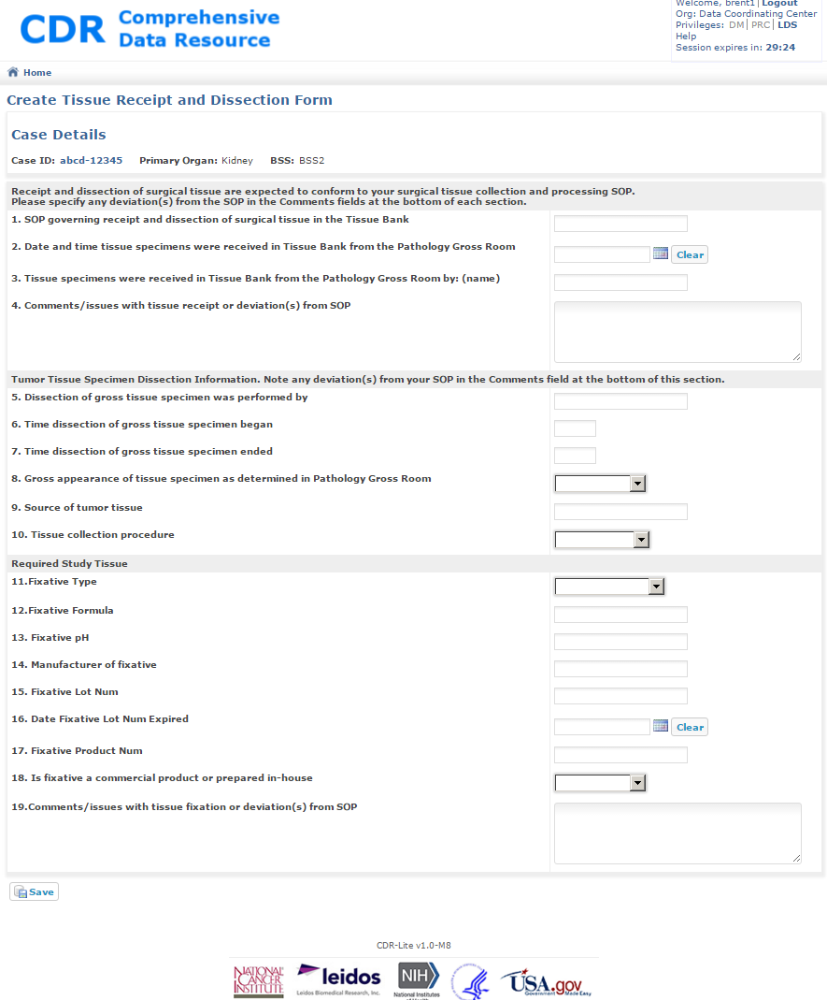 CDR Comprehensive
Data Resource
Welcome, brent1 | Logout
Org: Data Coordinating Center
Privileges: DM| PRC| LDS
Help
Session expires in: 29:24
Home
Create Tissue Receipt and Dissection Form
Case Details
Case ID: abcd-12345 Primary Organ: Kidney BSS: BSS2
Receipt and dissection of surgical tissue are expected to conform to your surgical tissue collection and processing SOP.
Please specify any deviation(s) from the SOP in the Comments fields at the bottom of each section.
1. SOP governing receipt and dissection of surgical tissue in the Tissue Bank
2. Date and time tissue specimens were received in Tissue Bank from the Pathology Gross Room
Clear
3. Tissue specimens were received in Tissue Bank from the Pathology Gross Room by: (name)
4. Comments/issues with tissue receipt or deviation(s) from SOP
Tumor Tissue Specimen Dissection Information. Note any deviation(s) from your SOP in the Comments field at the bottom of this section.
5. Dissection of gross tissue specimen was performed by
6. Time dissection of gross tissue specimen began
7. Time dissection of gross tissue specimen ended
8. Gross appearance of tissue specimen as determined in Pathology Gross Room
9. Source of tumor tissue
10. Tissue collection procedure
Required Study Tissue
11.Fixative Type
12.Fixative Formula
13. Fixative pH
14. Manufacturer of fixative
15. Fixative Lot Num
16. Date Fixative Lot Num Expired
Clear
17. Fixative Product Num
18. Is fixative a commercial product or prepared in-house
19.Comments/issues with tissue fixation or deviation(s) from SOP
Save
CDR-Lite v1.0-M8
NATIONAL
CANCER
INSTITUTE
leidos
Leidos Biomedical Research, Inc.
NIH
National Institutes
USA.gov
Government Made Easy